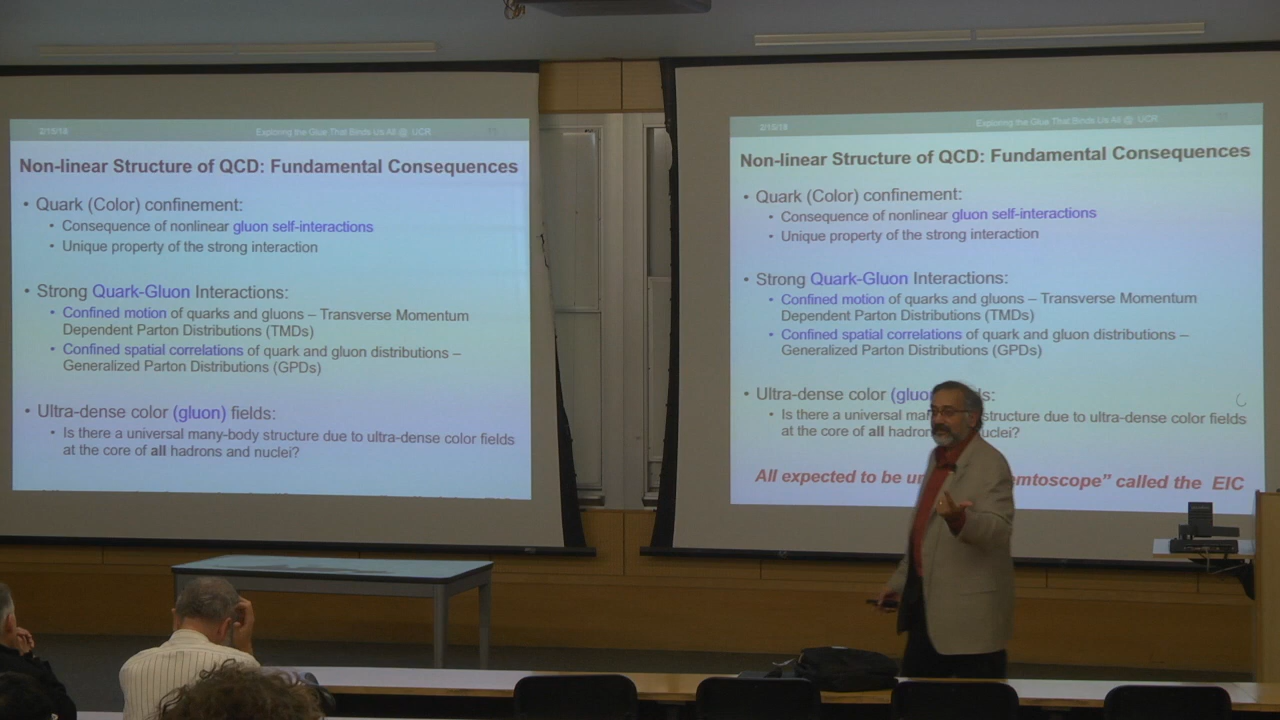 Exploring the Glue That Binds Us All @ UCR
Non-linear Structure of QCD: Fundamental Consequences
• Quark (Color) confinement:
• Consequence of nonlinear gluon self-interactions
• Unique property of the strong interaction
• Strong Quark-Gluon Interactions:
• Confined motion of quarks and gluons – Transverse Momentum
Dependent Parton Distributions (TMDs)
• Confined spatial correlations of quark and gluon distributions –
Generalized Parton Distributions (GPDs)
• Ultra-dense color (gluon) fields:
• Is there a universal many-body structure due to ultra-dense color fields
at the core of all hadrons and nuclei?
2/15/18 Exploring the Glue That Binds Us All @ UCR
Non-linear Structure of QCD: Fundamental Consequences
• Quark (Color) confinement:
• Consequence of nonlinear gluon self-interactions
• Unique property of the strong interaction
• Strong Quark-Gluon Interactions:
• Confined motion of quarks and gluons – Transverse Momentum
Dependent Parton Distributions (TMDs)
• Confined spatial correlations of quark and gluon distributions –
Generalized Parton Distributions (GPDs)
• Ultra-dense color
• Is there a universal structure due to ultra-dense color fields
at the core of all
All expected to be called the EIC